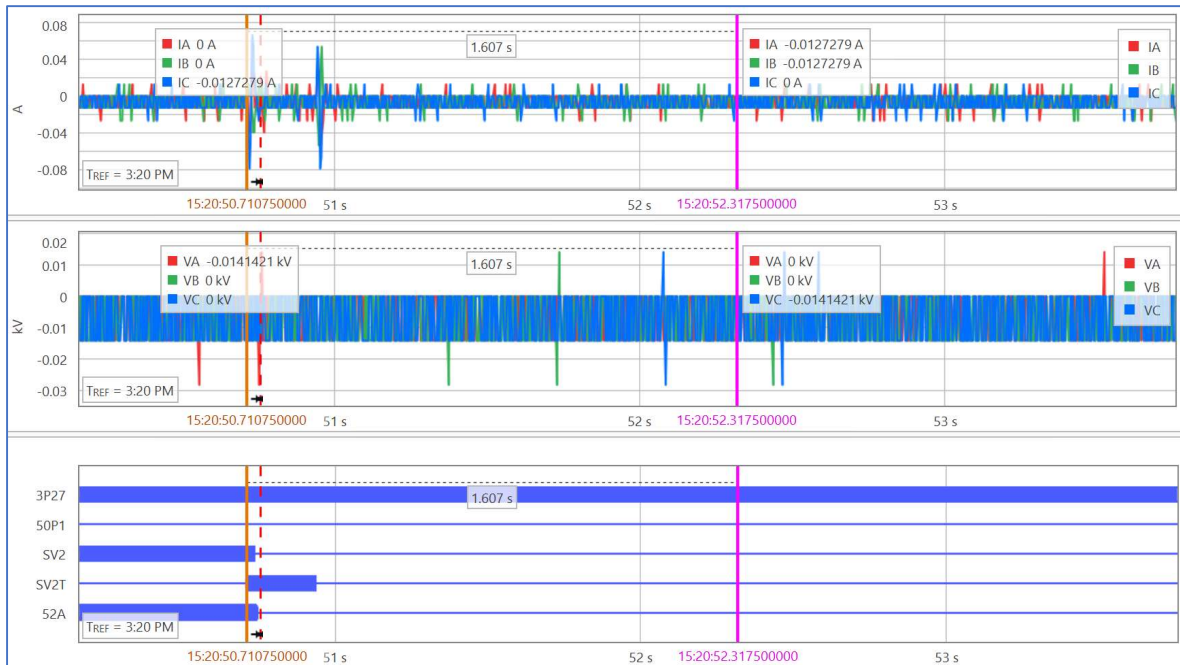 0.08
0.04
0
-0.04
-0.08
A
IA 0 A
IB 0 A
IC -0.0127279 A
1.607 s
IA -0.0127279 A
IB -0.0127279 A
IC 0 A
IA
IB
IC
TREF = 3:20 PM
15:20:50.710750000
51 s
52 s
15:20:52.317500000
53 s
0.02
0.01
0
-0.01
-0.02
-0.03
kV
VA -0.0141421 kV
VB 0 kV
VC 0 kV
1.607 s
VA 0 kV
VB 0 kV
VC -0.0141421 kV
VA
VB
VC
TREF = 3:20 PM
15:20:50.710750000
51 s
52 s
15:20:52.317500000
53 s
3P27
50P1
SV2
SV2T
52A
1.607 s
TREF = 3:20 PM
15:20:50.710750000
51 s
52 s
15:20:52.317500000
53 s